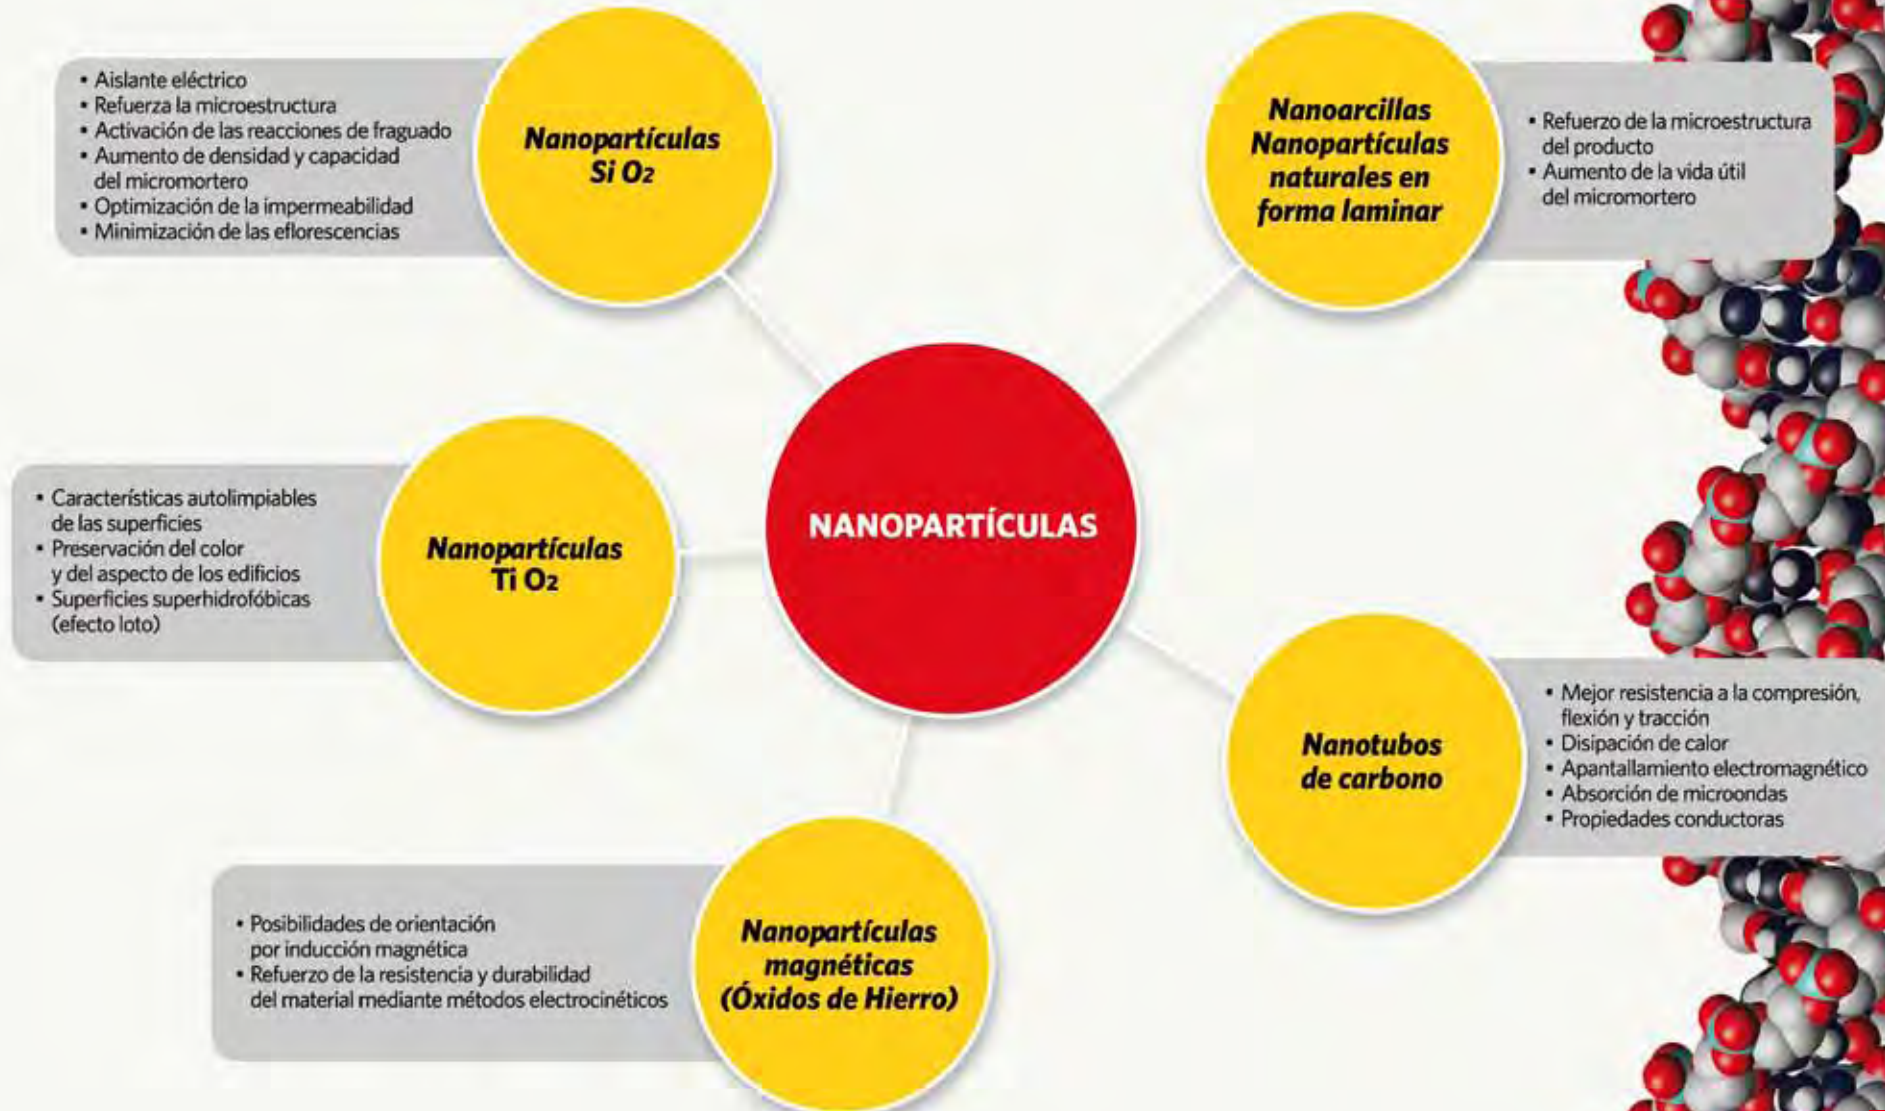 • Aislante eléctrico
• Refuerza la microestructura
• Activación de las reacciones de fraguado
• Aumento de densidad y capacidad
del micromortero
• Optimización de la impermeabilidad
• Minimización de las eflorescencias
Nanopartículas
Si O2
Nanoarcillas
Nanopartículas
naturales en
forma laminar
• Refuerzo de la microestructura
del producto
• Aumento de la vida útil
del micromortero
• Características autolimpiables
de las superficies
• Preservación del color
y del aspecto de los edificios
• Superficies superhidrofóbicas
(efecto loto)
Nanopartículas
Ti O2
NANOPARTÍCULAS
Nanotubos
de carbono
• Mejor resistencia a la compresión,
flexión y tracción
• Disipación de calor
• Apantallamiento electromagnético
• Absorción de microondas
• Propiedades conductoras
• Posibilidades de orientación
por inducción magnética
• Refuerzo de la resistencia y durabilidad
del material mediante métodos electrocinéticos
Nanopartículas
magnéticas
(Óxidos de Hierro)